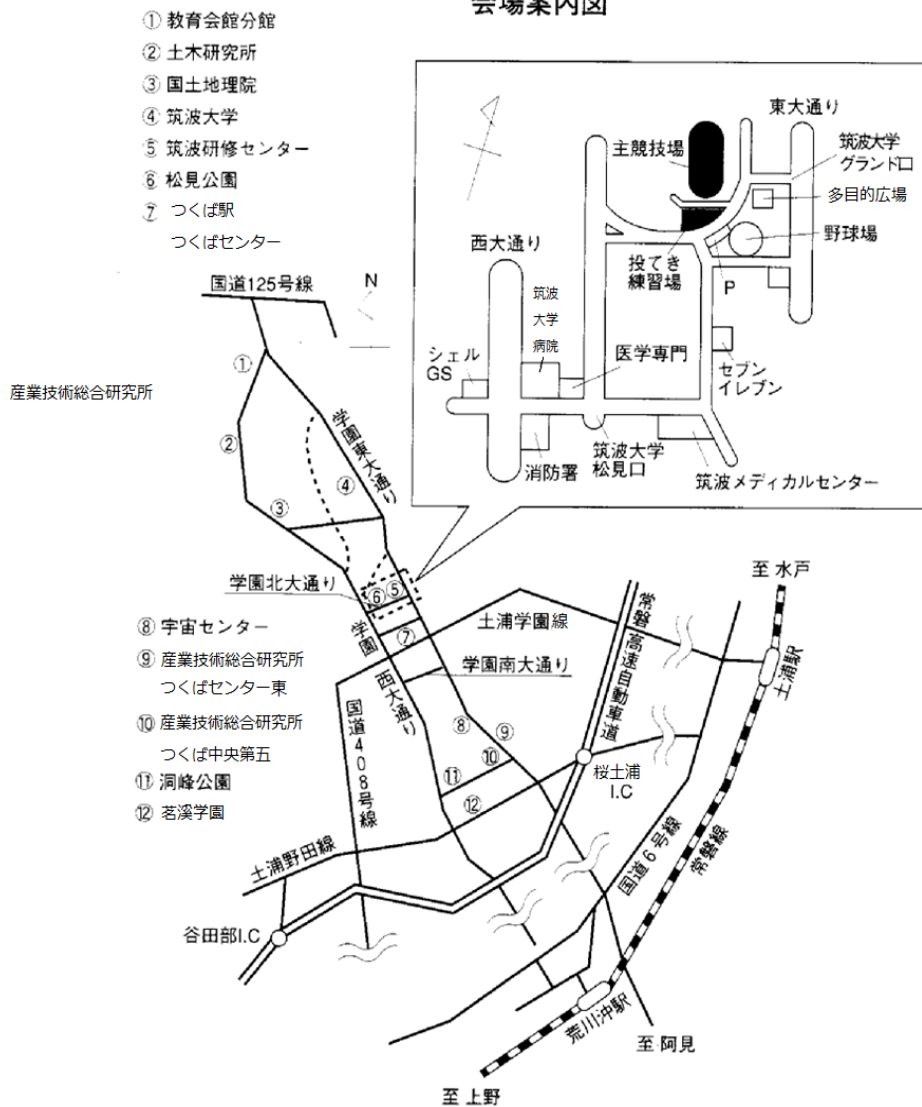 会場案内図
① 教育会館分館
② 土木研究所
③ 国土地理院
④ 筑波大学
⑤ 筑波研修センター
⑥ 松見公園
⑦ つくば駅
つくばセンター
東大通り
主競技場
筑波大学
グランド口
多目的広場
野球場
西大通り
投てき
練習場
P
筑波
大学
病院
シェル
GS
医学専門
セブン
イレブン
消防署
筑波大学
松見口
筑波メディカルセンター
国道125号線
N
産業技術総合研究所
①
②
③
④
学園東大通り
学園北大通り
⑥
⑤
⑦
学園
西大通り
土浦学園線
学園南大通り
常磐高速自動車道
至 水戸
土浦駅
⑧ 宇宙センター
⑨ 産業技術総合研究所
つくばセンター東
⑩ 産業技術総合研究所
つくば中央第五
⑪ 洞峰公園
⑫ 茗溪学園
国道408号線
⑧
⑨
⑩
⑪
⑫
桜土浦
I.C
土浦野田線
国道6号線
常磐線
谷田部I.C
荒川沖駅
至 阿見
至 上野